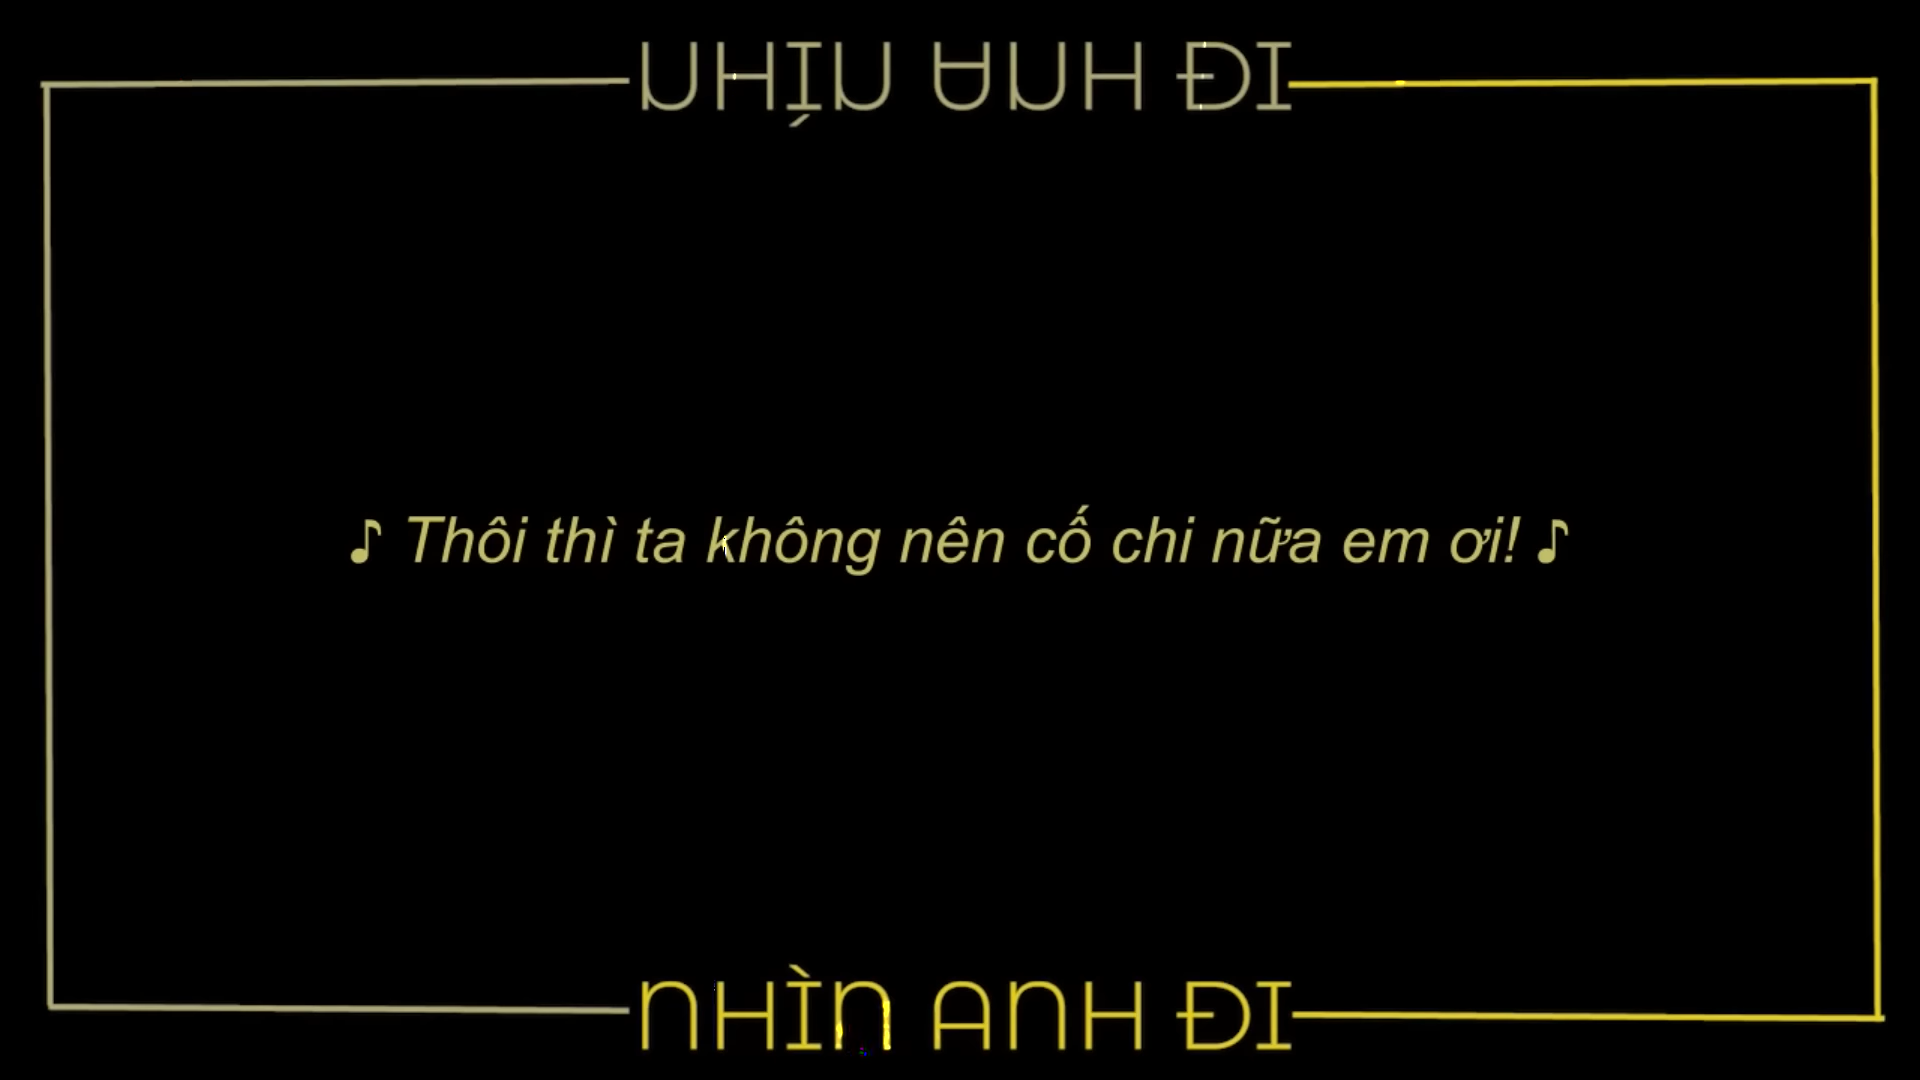 NHÌN ANH ĐI
♪ Thôi thì ta không nên cố chi nữa em ơi! ♪
NHÌN ANH ĐI